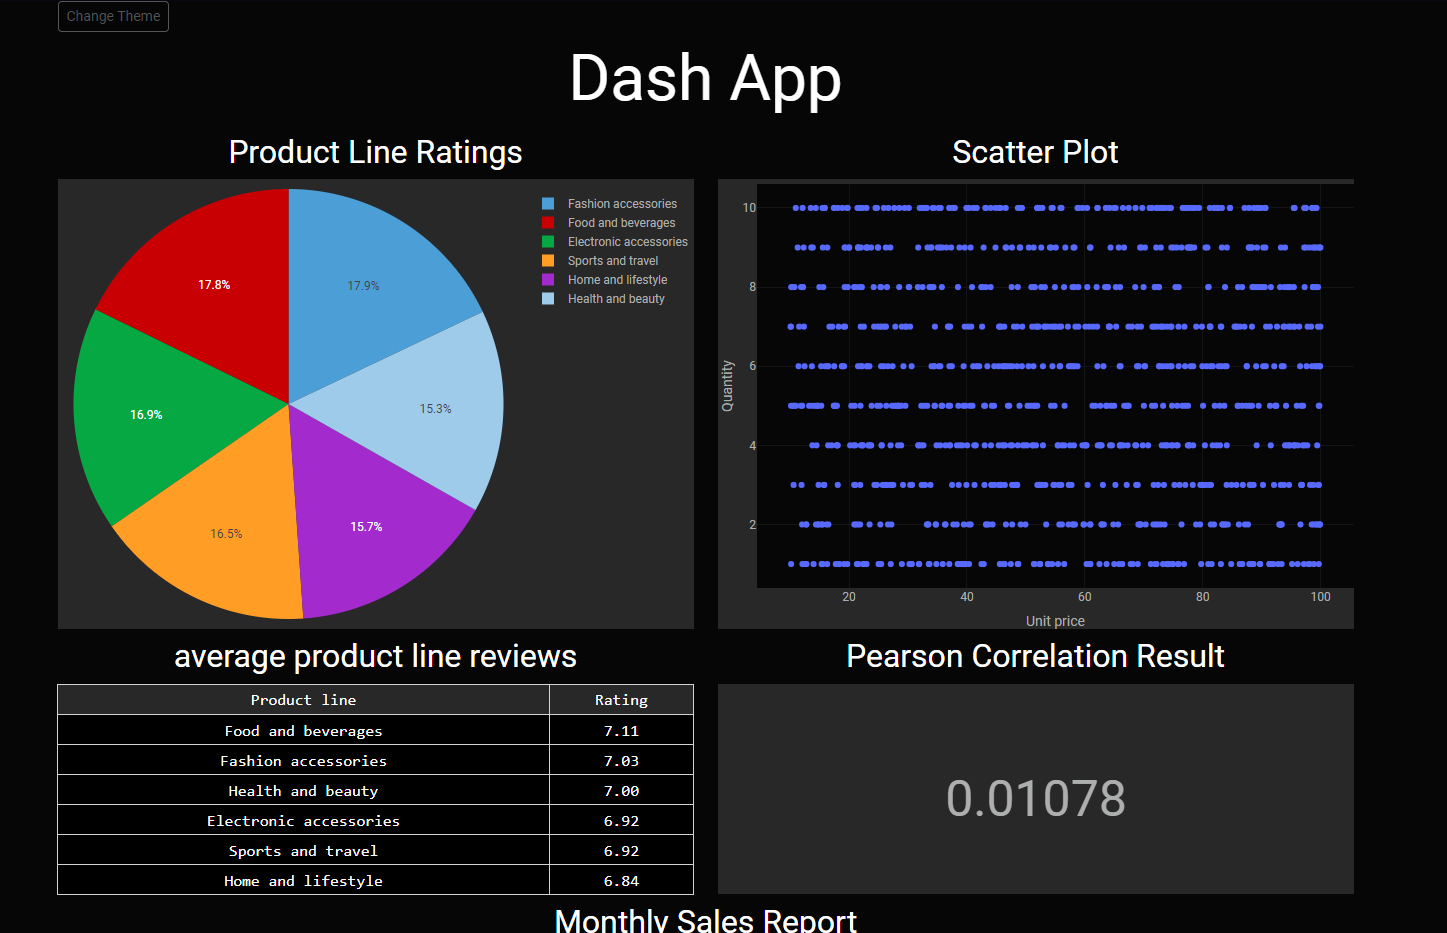 Change Theme
Dash App
Product Line Ratings
Fashion accessories
Food and beverages
Electronic accessories
Sports and travel
Home and lifestyle
Health and beauty
17.8%
17.9%
15.3%
16.9%
15.7%
16.5%
Scatter Plot
Quantity
10
8
6
4
2
20 40 60 80 100
Unit price
average product line reviews
Product line Rating
Food and beverages 7.11
Fashion accessories 7.03
Health and beauty 7.00
Electronic accessories 6.92
Sports and travel 6.92
Home and lifestyle 6.84
Pearson Correlation Result
0.01078
Monthly Sales Report